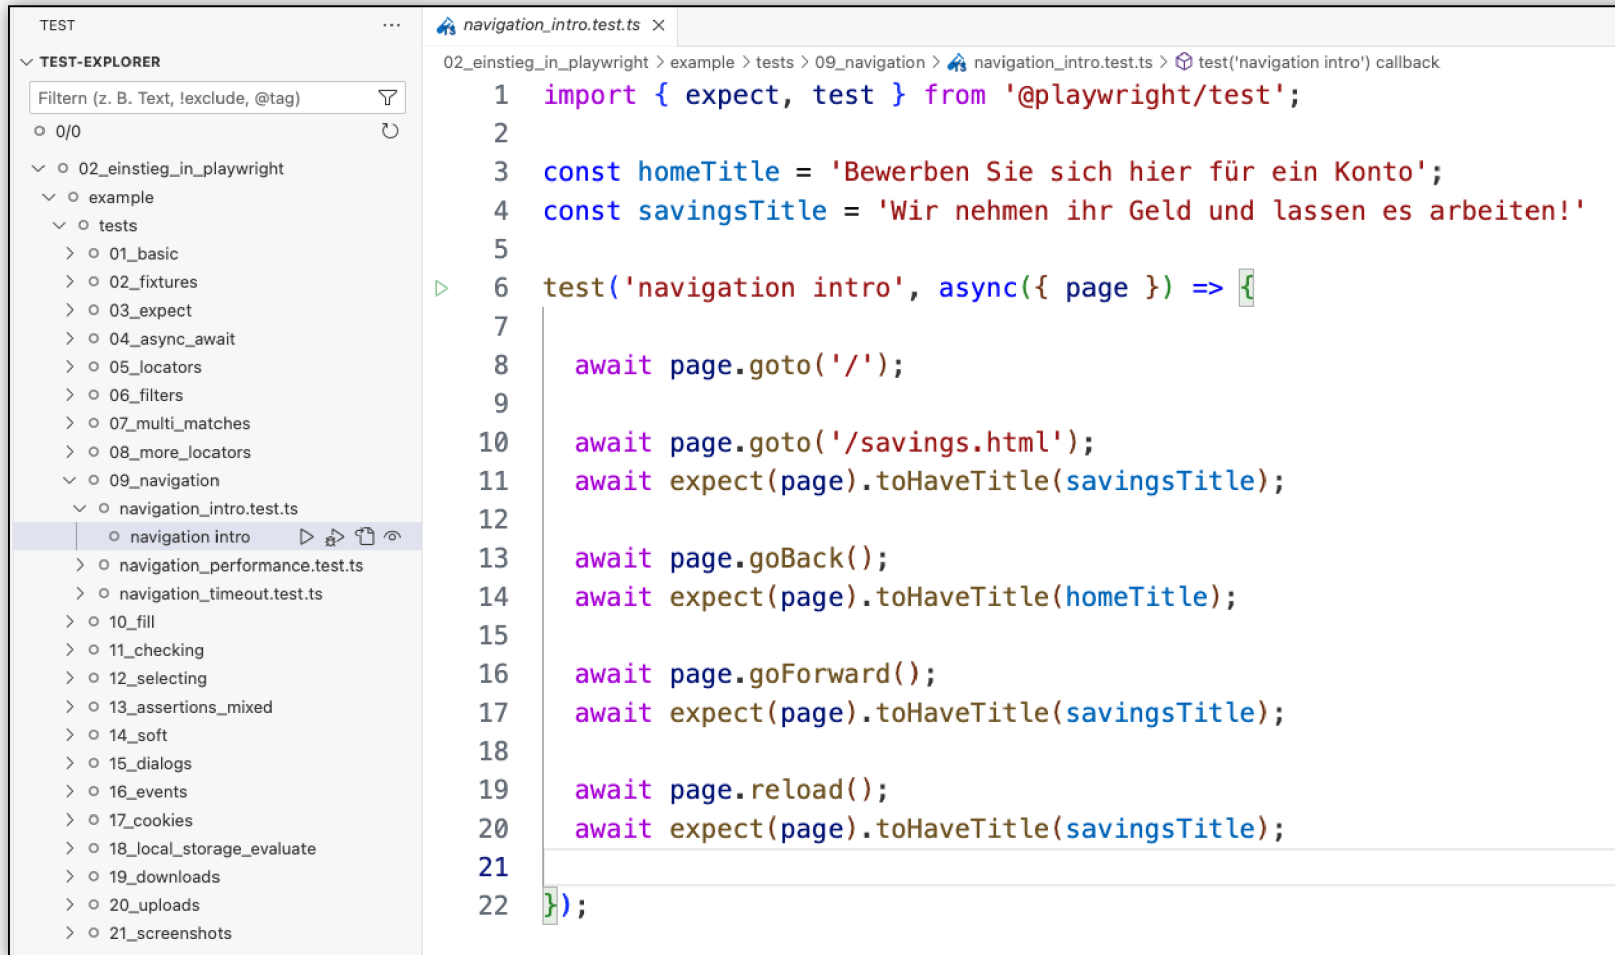 TEST
TEST-EXPLORER
Filtern (z. B. Text, !exclude, @tag)
0/0
02_einstieg_in_playwright
example
tests
01_basic
02_fixtures
03_expect
04_async_await
05_locators
06_filters
07_multi_matches
08_more_locators
09_navigation
navigation_intro.test.ts
navigation intro
navigation_performance.test.ts
navigation_timeout.test.ts
10_fill
11_checking
12_selecting
13_assertions_mixed
14_soft
15_dialogs
16_events
17_cookies
18_local_storage_evaluate
19_downloads
20_uploads
21_screenshots
navigation_intro.test.ts
02_einstieg_in_playwright > example > tests > 09_navigation > navigation_intro.test.ts > test('navigation intro') callback
1 import { expect, test } from '@playwright/test';
2
3 const homeTitle = 'Bewerben Sie sich hier für ein Konto';
4 const savingsTitle = 'Wir nehmen ihr Geld und lassen es arbeiten!'
5
6 test('navigation intro', async({ page }) => {
7
8 await page.goto('/');
9
10 await page.goto('/savings.html');
11 await expect(page).toHaveTitle(savingsTitle);
12
13 await page.goBack();
14 await expect(page).toHaveTitle(homeTitle);
15
16 await page.goForward();
17 await expect(page).toHaveTitle(savingsTitle);
18
19 await page.reload();
20 await expect(page).toHaveTitle(savingsTitle);
21
22 });